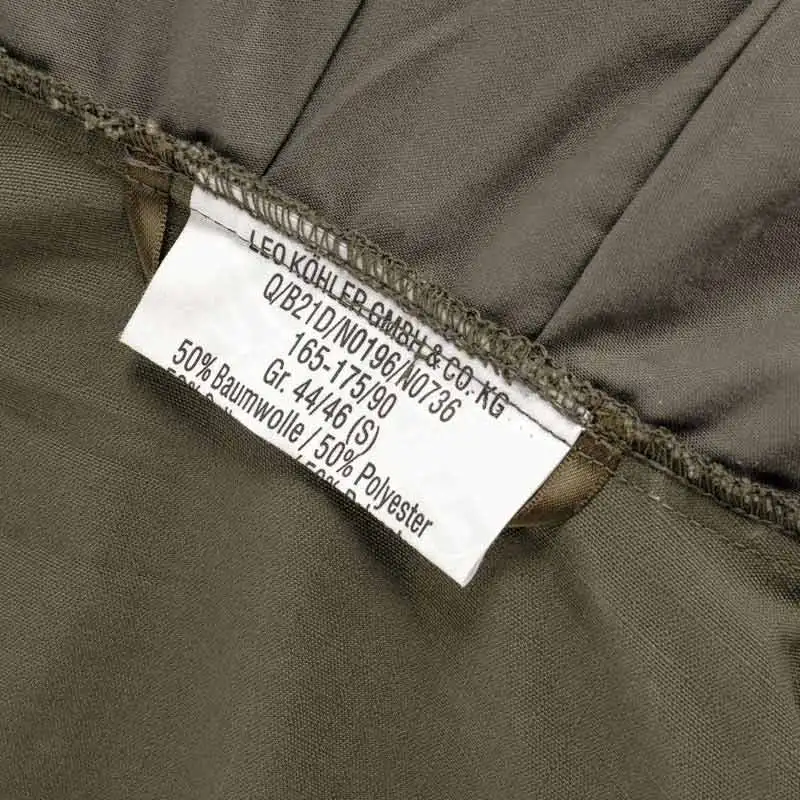 LEO KÖHLER GMBH & CO. KG
Q/B21D/N0196/N0736
165-175/90
Gr. 44/46 (S)
50% Baumwolle / 50% Polyester